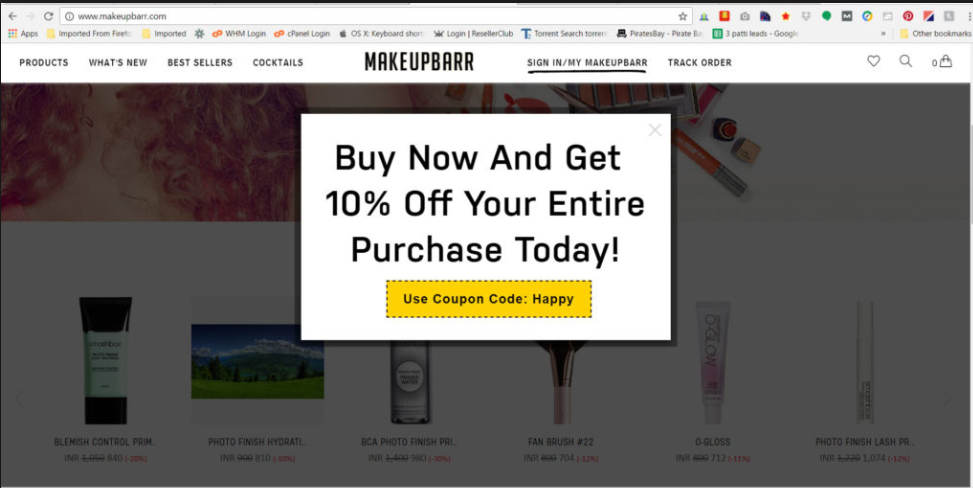 www.makeupbarr.com
Apps Imported From Firefo Imported WHM Login cPanel Login OS X: Keyboard short Login | ResellerClub Torrent Search torren PiratesBay - Pirate Ba 3 patti leads - Google » Other bookmarks
PRODUCTS WHAT'S NEW BEST SELLERS COCKTAILS MAKEUPBARR SIGN IN/MY MAKEUPBARR TRACK ORDER 0
Buy Now And Get
10% Off Your Entire
Purchase Today!
Use Coupon Code: Happy
smashbox
O-GLOW
PRIMER
WATER
BLEMISH CONTROL PRIM.. PHOTO FINISH HYDRATI.. BCA PHOTO FINISH PRI.. FAN BRUSH #22 O-GLOSS PHOTO FINISH LASH PR..
INR 1,050 840 (-20%) INR 900 810 (-10%) INR 1,400 980 (-30%) INR 800 704 (-12%) INR 800 712 (-11%) INR 1,220 1,074 (-12%)